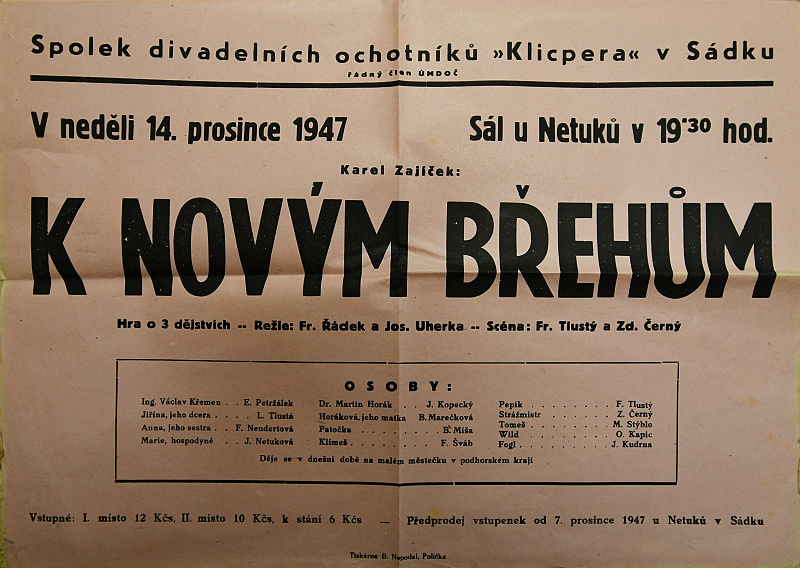 Spolek divadelních ochotníků »Klicpera« v Sádku
řádný člen ÚMDOČ
V neděli 14. prosince 1947 Sál u Netuků v 19·30 hod.
Karel Zajíček:
K NOVÝM BŘEHŮM
Hra o 3 dějstvích -- Režie: Fr. Řádek a Jos. Uherka -- Scéna: Fr. Tlustý a Zd. Černý
OSOBY:
Ing. Václav Křemen . . E. Petržálek
Jiřina, jeho dcera . . . . L. Tlustá
Anna, jeho sestra . . F. Neudertová
Marie, hospodyně . . J. Netuková
Dr. Martin Horák . . J. Kopecký
Horáková, jeho matka B. Marečková
Patočka . . . . . . . . B. Míša
Klimeš . . . . . . . . F. Šváb
Pepík . . . . . . . . F. Tlustý
Strážmistr . . . . . . Z. Černý
Tomeš . . . . . . . M. Stýblo
Wild . . . . . . . . O. Kapic
Fogl . . . . . . . . J. Kudrna
Děje se v dnešní době na malém městečku v podhorském kraji
Vstupné: I. místo 12 Kčs, II. místo 10 Kčs, k stání 6 Kčs — Předprodej vstupenek od 7. prosince 1947 u Netuků v Sádku
Tiskárna B. Nepodal, Polička